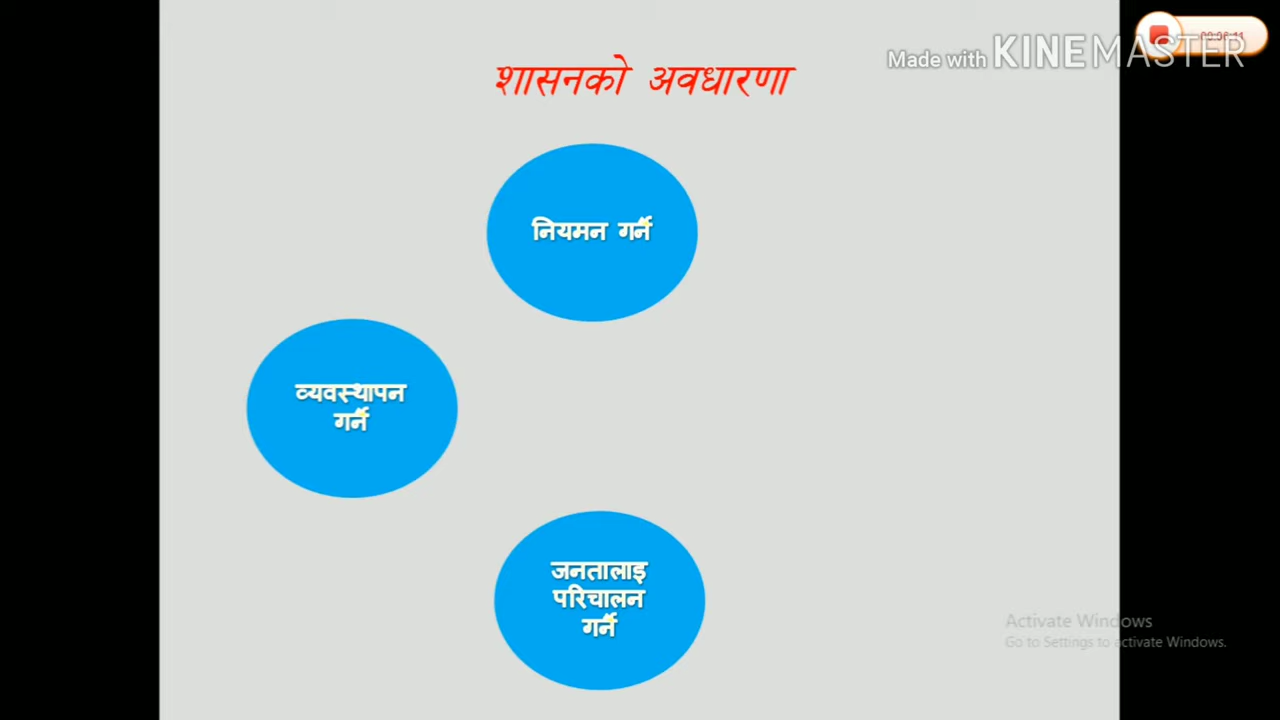 शासनको अवधारणा
Made with KINEMASTER
नियमन गर्ने
व्यवस्थापन
गर्ने
जनतालाइ
परिचालन
गर्ने
Activate Windows
Go to Settings to activate Windows.